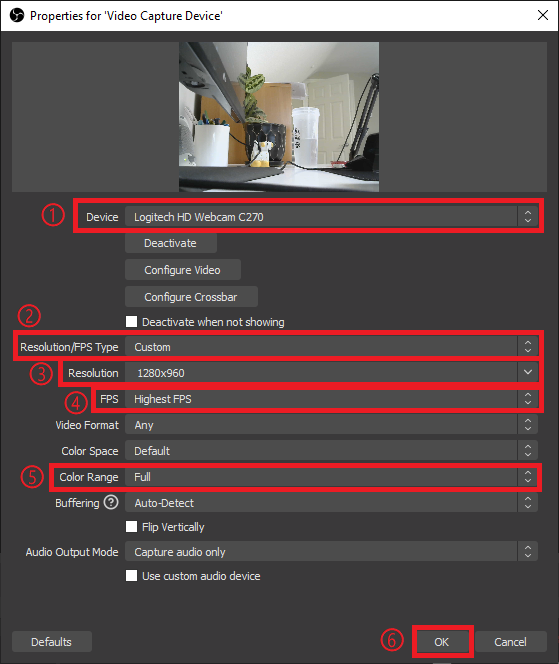 Properties for 'Video Capture Device'
① Device Logitech HD Webcam C270
Deactivate
Configure Video
Configure Crossbar
Deactivate when not showing
②
Resolution/FPS Type Custom
③ Resolution 1280x960
④ FPS Highest FPS
Video Format Any
Color Space Default
⑤ Color Range Full
Buffering ? Auto-Detect
Flip Vertically
Audio Output Mode Capture audio only
Use custom audio device
Defaults ⑥ OK Cancel